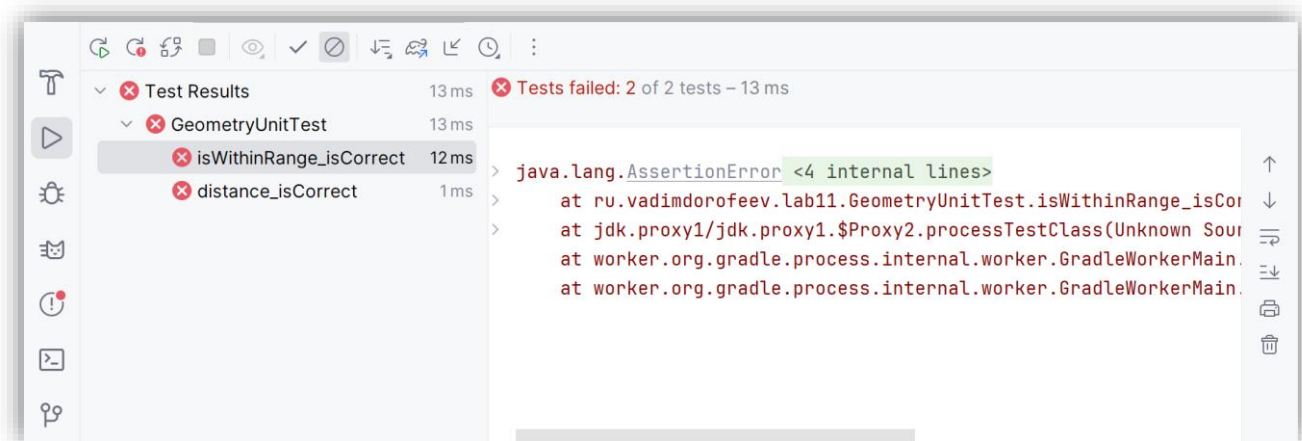 Test Results 13 ms
GeometryUnitTest 13 ms
isWithinRange_isCorrect 12 ms
distance_isCorrect 1 ms
Tests failed: 2 of 2 tests – 13 ms
java.lang.AssertionError <4 internal lines>
at ru.vadimdorofeev.lab11.GeometryUnitTest.isWithinRange_isCor
at jdk.proxy1/jdk.proxy1.$Proxy2.processTestClass(Unknown Sour
at worker.org.gradle.process.internal.worker.GradleWorkerMain.
at worker.org.gradle.process.internal.worker.GradleWorkerMain.